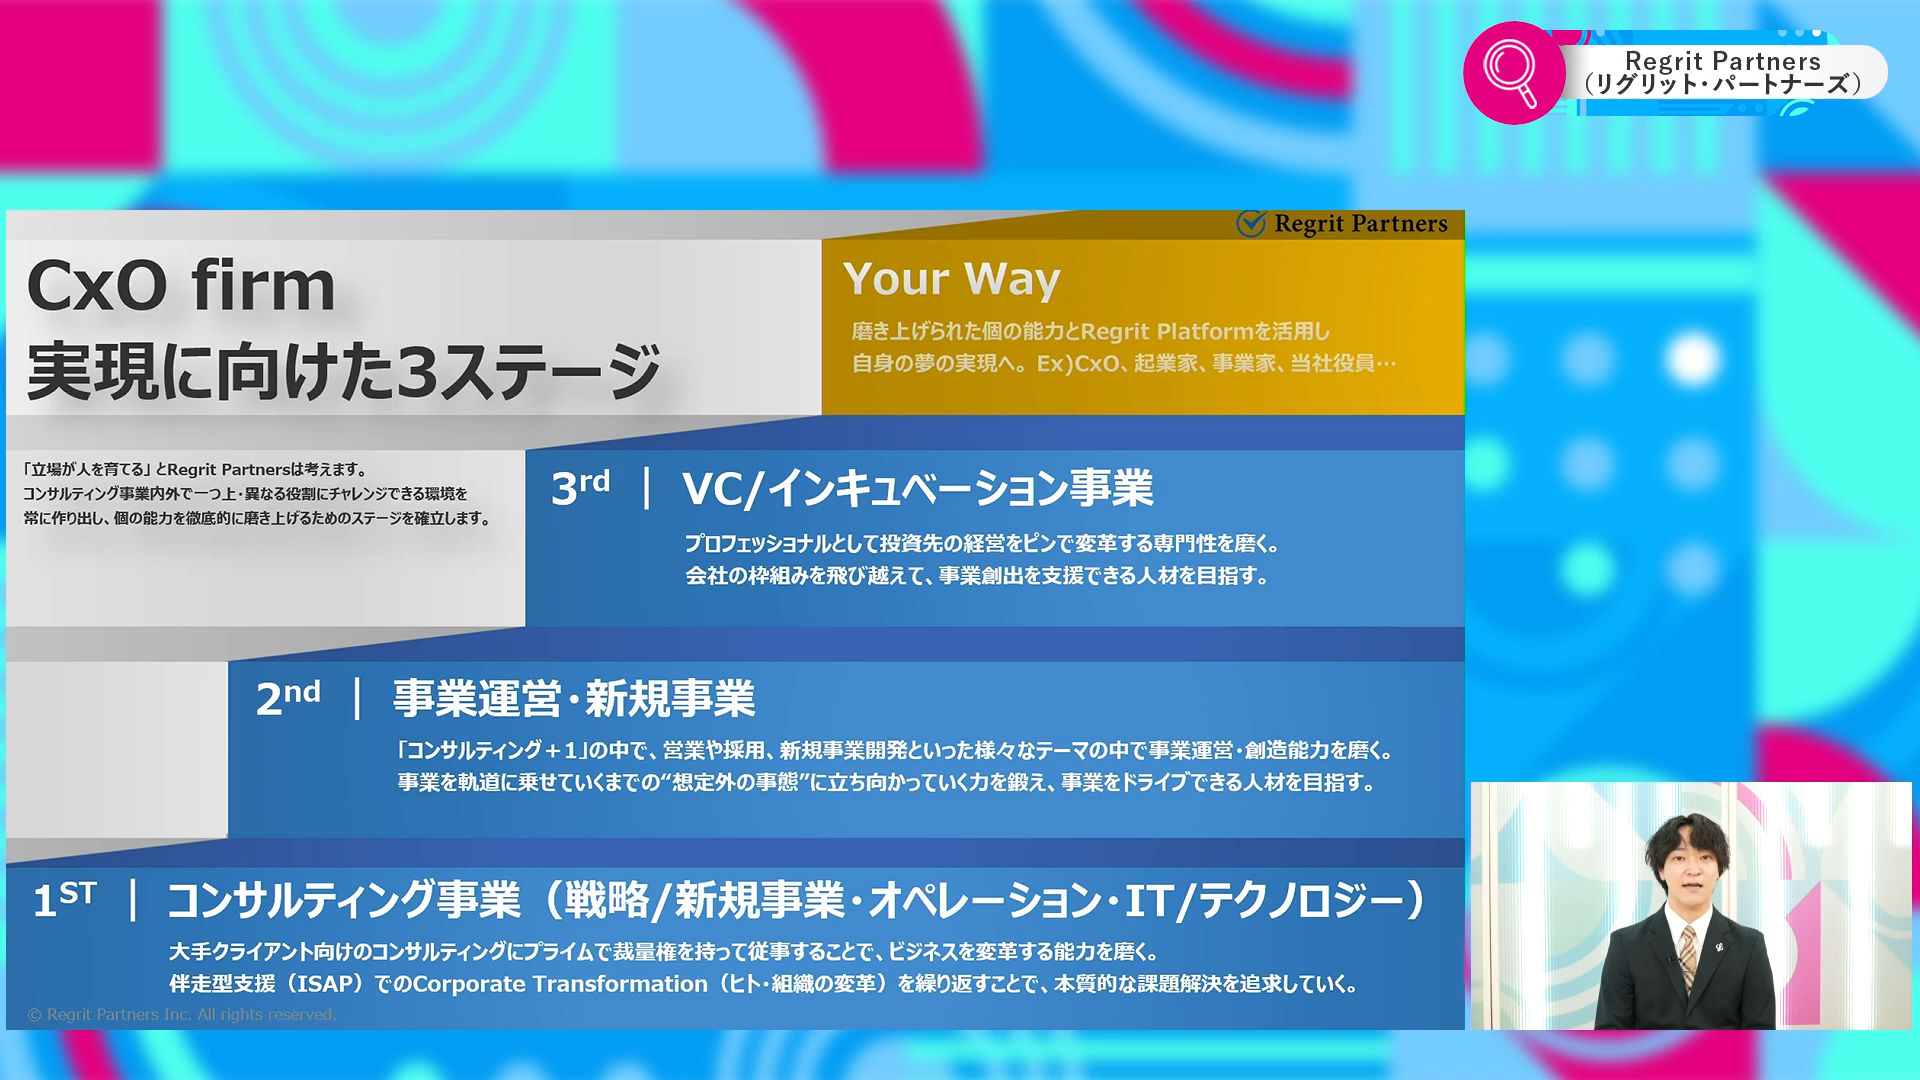 Regrit Partners
（リグリット・パートナーズ）
Regrit Partners
CxO firm
実現に向けた3ステージ
Your Way
磨き上げられた個の能力とRegrit Platformを活用し
自身の夢の実現へ。Ex)CxO、起業家、事業家、当社役員…
「立場が人を育てる」とRegrit Partnersは考えます。
コンサルティング事業内外で一つ上・異なる役割にチャレンジできる環境を
常に作り出し、個の能力を徹底的に磨き上げるためのステージを確立します。
3rd | VC/インキュベーション事業
プロフェッショナルとして投資先の経営をピンで変革する専門性を磨く。
会社の枠組みを飛び越えて、事業創出を支援できる人材を目指す。
2nd | 事業運営・新規事業
「コンサルティング＋１」の中で、営業や採用、新規事業開発といった様々なテーマの中で事業運営・創造能力を磨く。
事業を軌道に乗せていくまでの“想定外の事態”に立ち向かっていく力を鍛え、事業をドライブできる人材を目指す。
1ST | コンサルティング事業（戦略/新規事業・オペレーション・IT/テクノロジー）
大手クライアント向けのコンサルティングにプライムで裁量権を持って従事することで、ビジネスを変革する能力を磨く。
伴走型支援（ISAP）でのCorporate Transformation（ヒト・組織の変革）を繰り返すことで、本質的な課題解決を追求していく。
© Regrit Partners Inc. All rights reserved.